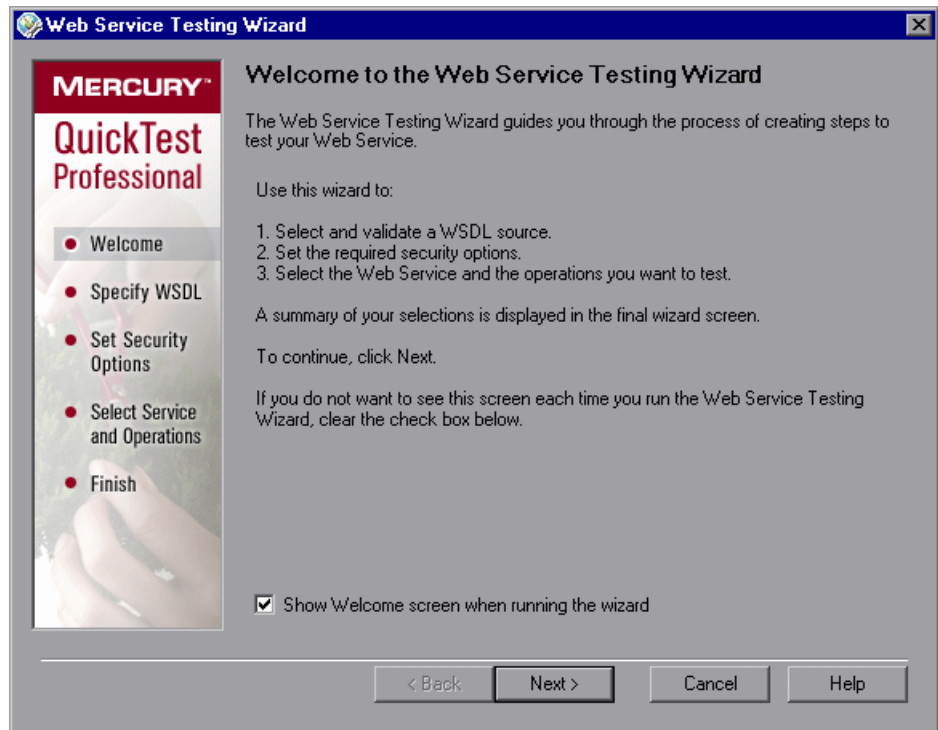 Web Service Testing Wizard
MERCURY™
QuickTest
Professional
Welcome
Specify WSDL
Set Security
Options
Select Service
and Operations
Finish
Welcome to the Web Service Testing Wizard
The Web Service Testing Wizard guides you through the process of creating steps to
test your Web Service.
Use this wizard to:
1. Select and validate a WSDL source.
2. Set the required security options.
3. Select the Web Service and the operations you want to test.
A summary of your selections is displayed in the final wizard screen.
To continue, click Next.
If you do not want to see this screen each time you run the Web Service Testing
Wizard, clear the check box below.
Show Welcome screen when running the wizard
< Back
Next >
Cancel
Help